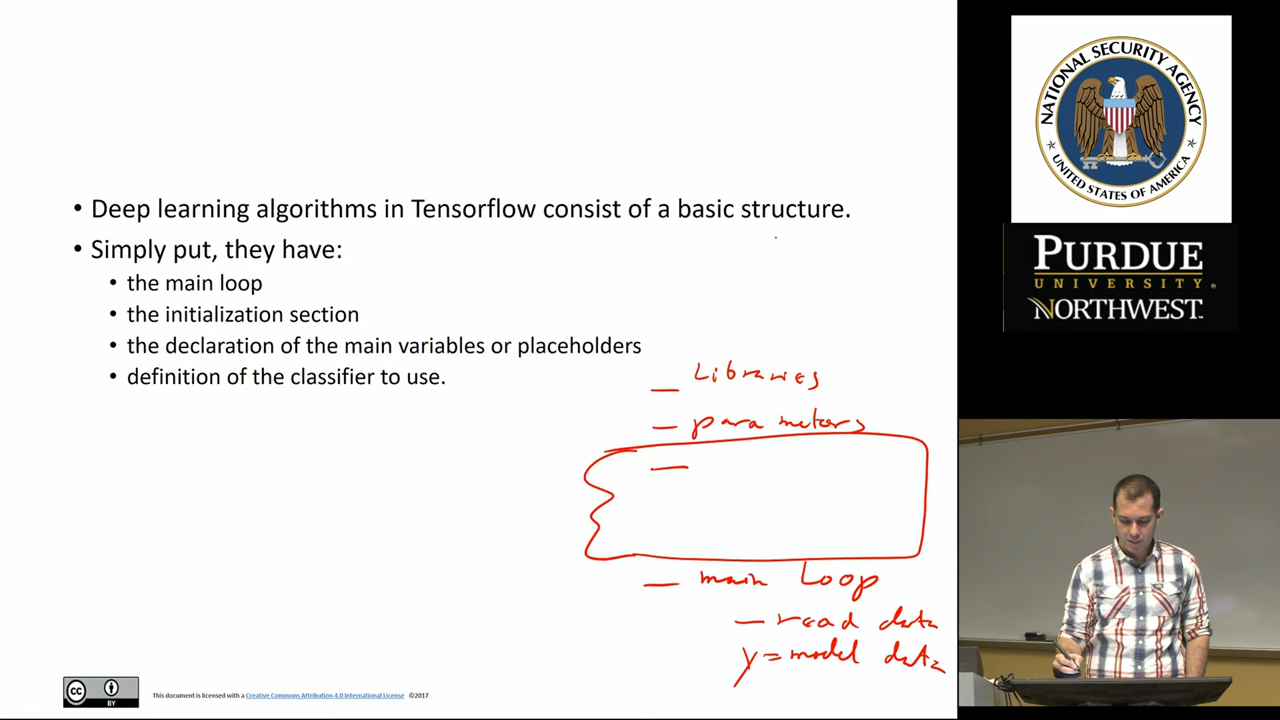 • Deep learning algorithms in Tensorflow consist of a basic structure.
• Simply put, they have:
• the main loop
• the initialization section
• the declaration of the main variables or placeholders
• definition of the classifier to use.
— Libraries
— parameters
— main Loop
— read data
y = model data
CC BY
This document is licensed with a Creative Commons Attribution 4.0 International License ©2017
NATIONAL SECURITY AGENCY
UNITED STATES OF AMERICA
PURDUE
UNIVERSITY
NORTHWEST